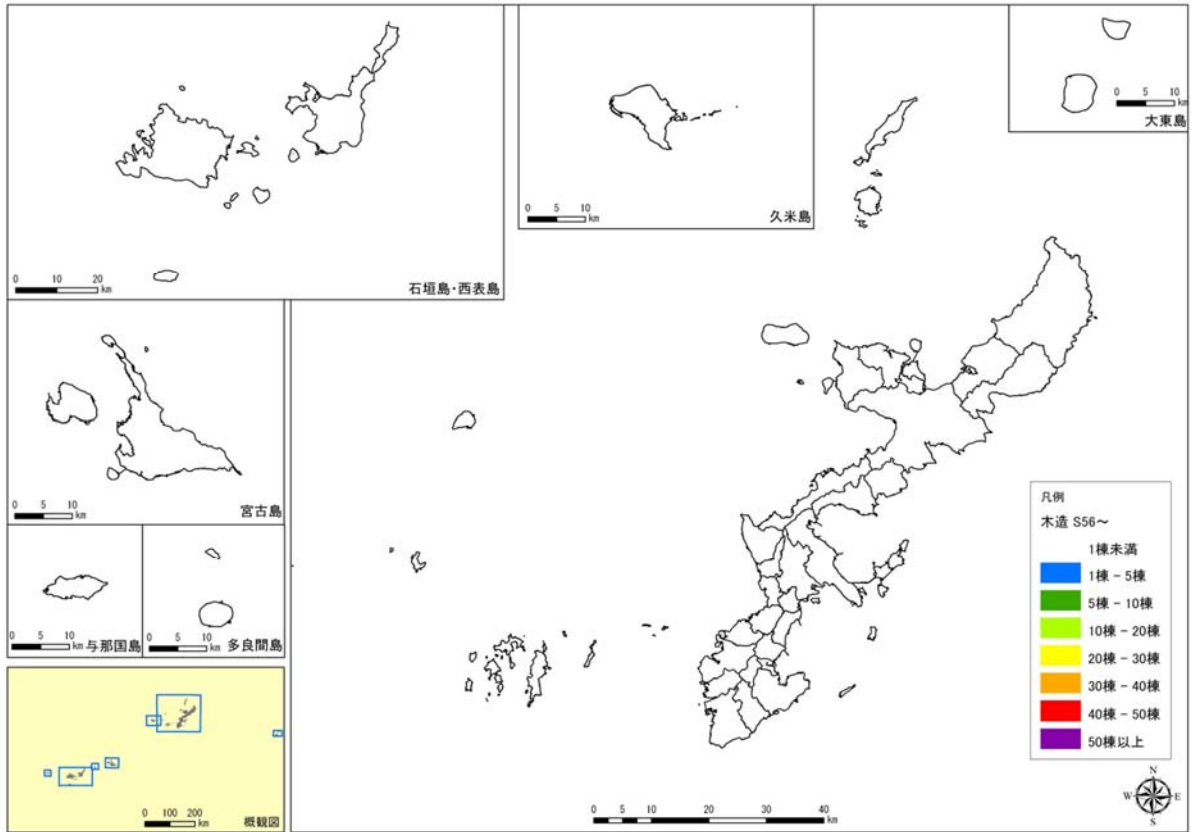 0 10 20
km
石垣島・西表島
0 5 10
km
久米島
0 5 10
km
大東島
0 5 10
km
宮古島
0 5 10
km
与那国島
0 5 10
km
多良間島
0 100 200
km
概観図
凡例
木造 S56~
1棟未満
1棟 - 5棟
5棟 - 10棟
10棟 - 20棟
20棟 - 30棟
30棟 - 40棟
40棟 - 50棟
50棟以上
N
W E
S
0 5 10 20 30 40
km